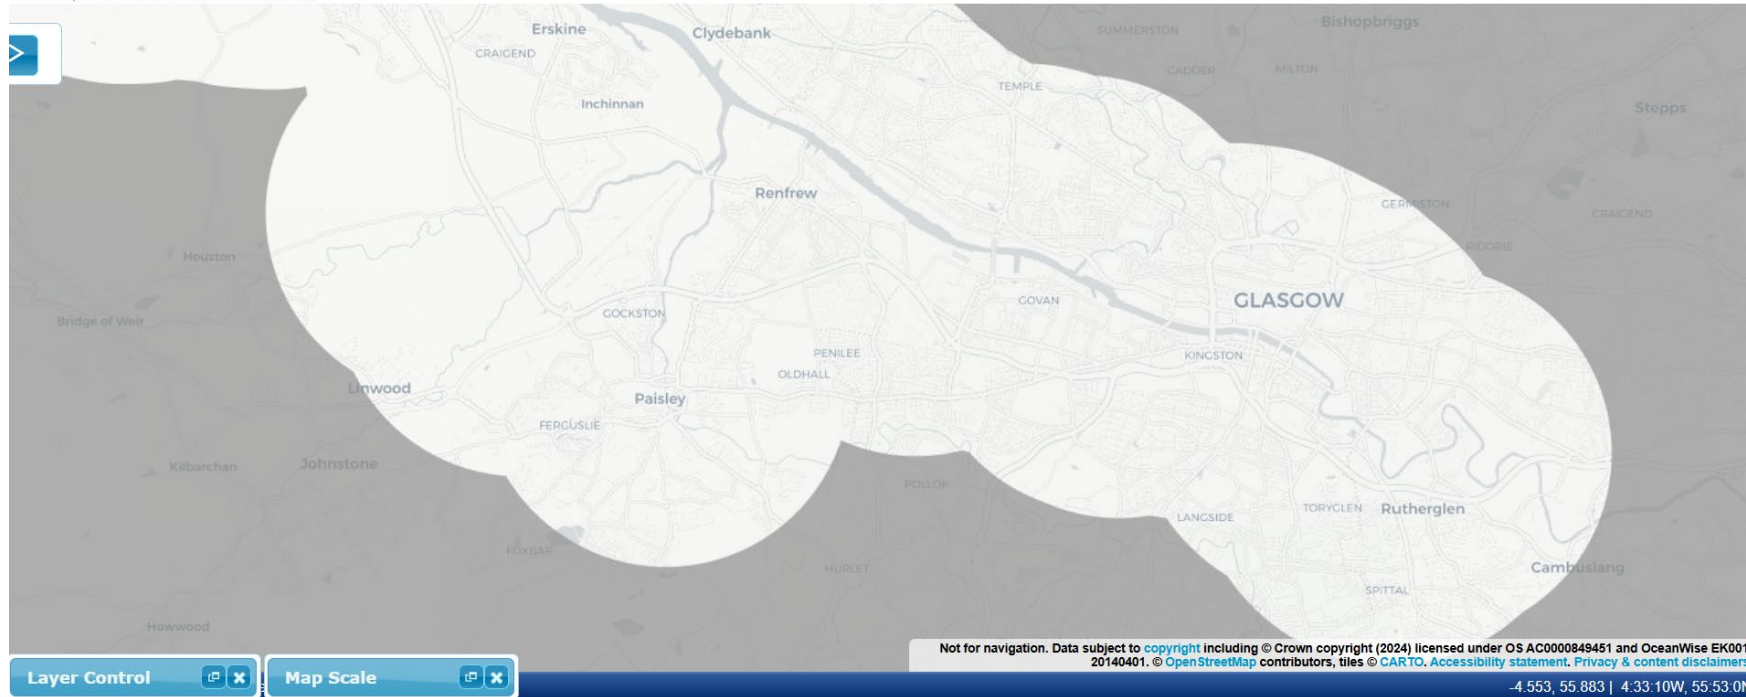 Erskine
Clydebank
Bishopbriggs
SUMMERSTON
CRAIGEND
CADDER
MILTON
TEMPLE
Inchinnan
Stepps
Renfrew
GERMISTON
CRAIGEND
RIDDRIE
Houston
GLASGOW
GOVAN
GOCKSTON
Bridge of Weir
PENILEE
KINGSTON
OLDHALL
Linwood
Paisley
FERGUSLIE
Kilbarchan
Johnstone
POLLOK
TORYGLEN
Rutherglen
LANGSIDE
FOXBAR
HURLET
Cambuslang
SPITTAL
Howwood
Not for navigation. Data subject to copyright including © Crown copyright (2024) licensed under OS AC0000849451 and OceanWise EK001
20140401. © OpenStreetMap contributors, tiles © CARTO. Accessibility statement. Privacy & content disclaimers
Layer Control
Map Scale
-4.553, 55.883 | 4:33:10W, 55:53:0N